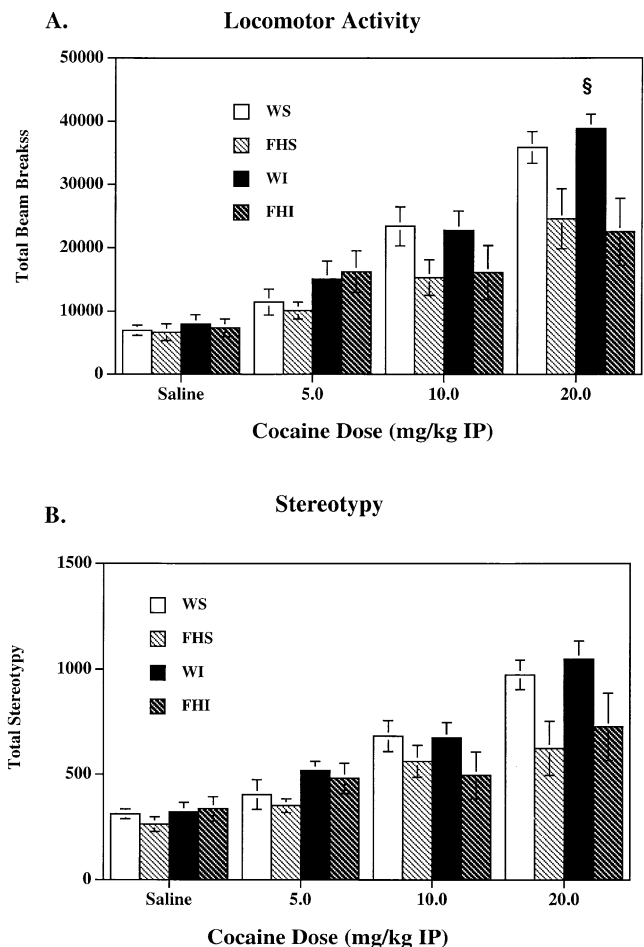 A.
Locomotor Activity
50000
§
40000
WS
FHS
30000
WI
FHI
20000
10000
0
Total Beam Breakss
Saline 5.0 10.0 20.0
Cocaine Dose (mg/kg IP)
B.
Stereotypy
1500
WS
FHS
1000
WI
FHI
500
0
Total Stereotypy
Saline 5.0 10.0 20.0
Cocaine Dose (mg/kg IP)